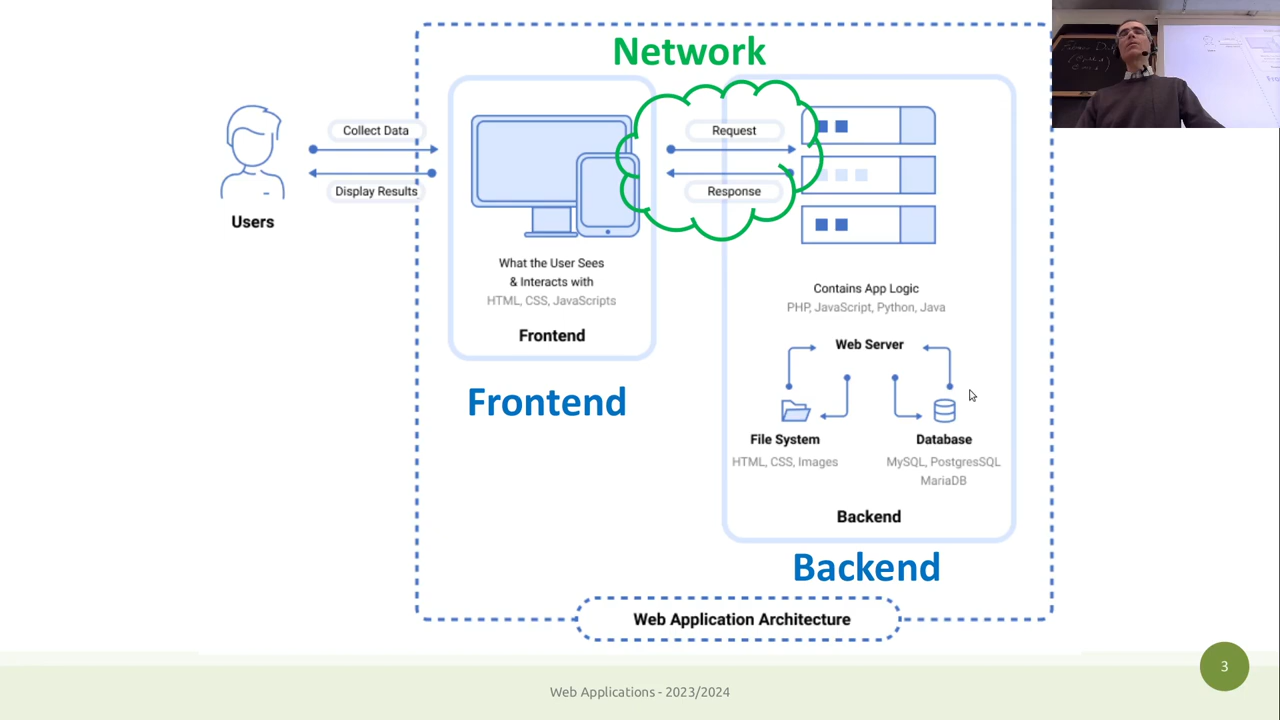 Network
Collect Data
Display Results
Users
Request
Response
What the User Sees
& Interacts with
HTML, CSS, JavaScripts
Frontend
Frontend
Contains App Logic
PHP, JavaScript, Python, Java
Web Server
File System
HTML, CSS, Images
Database
MySQL, PostgresSQL
MariaDB
Backend
Backend
Web Application Architecture
Web Applications - 2023/2024
3